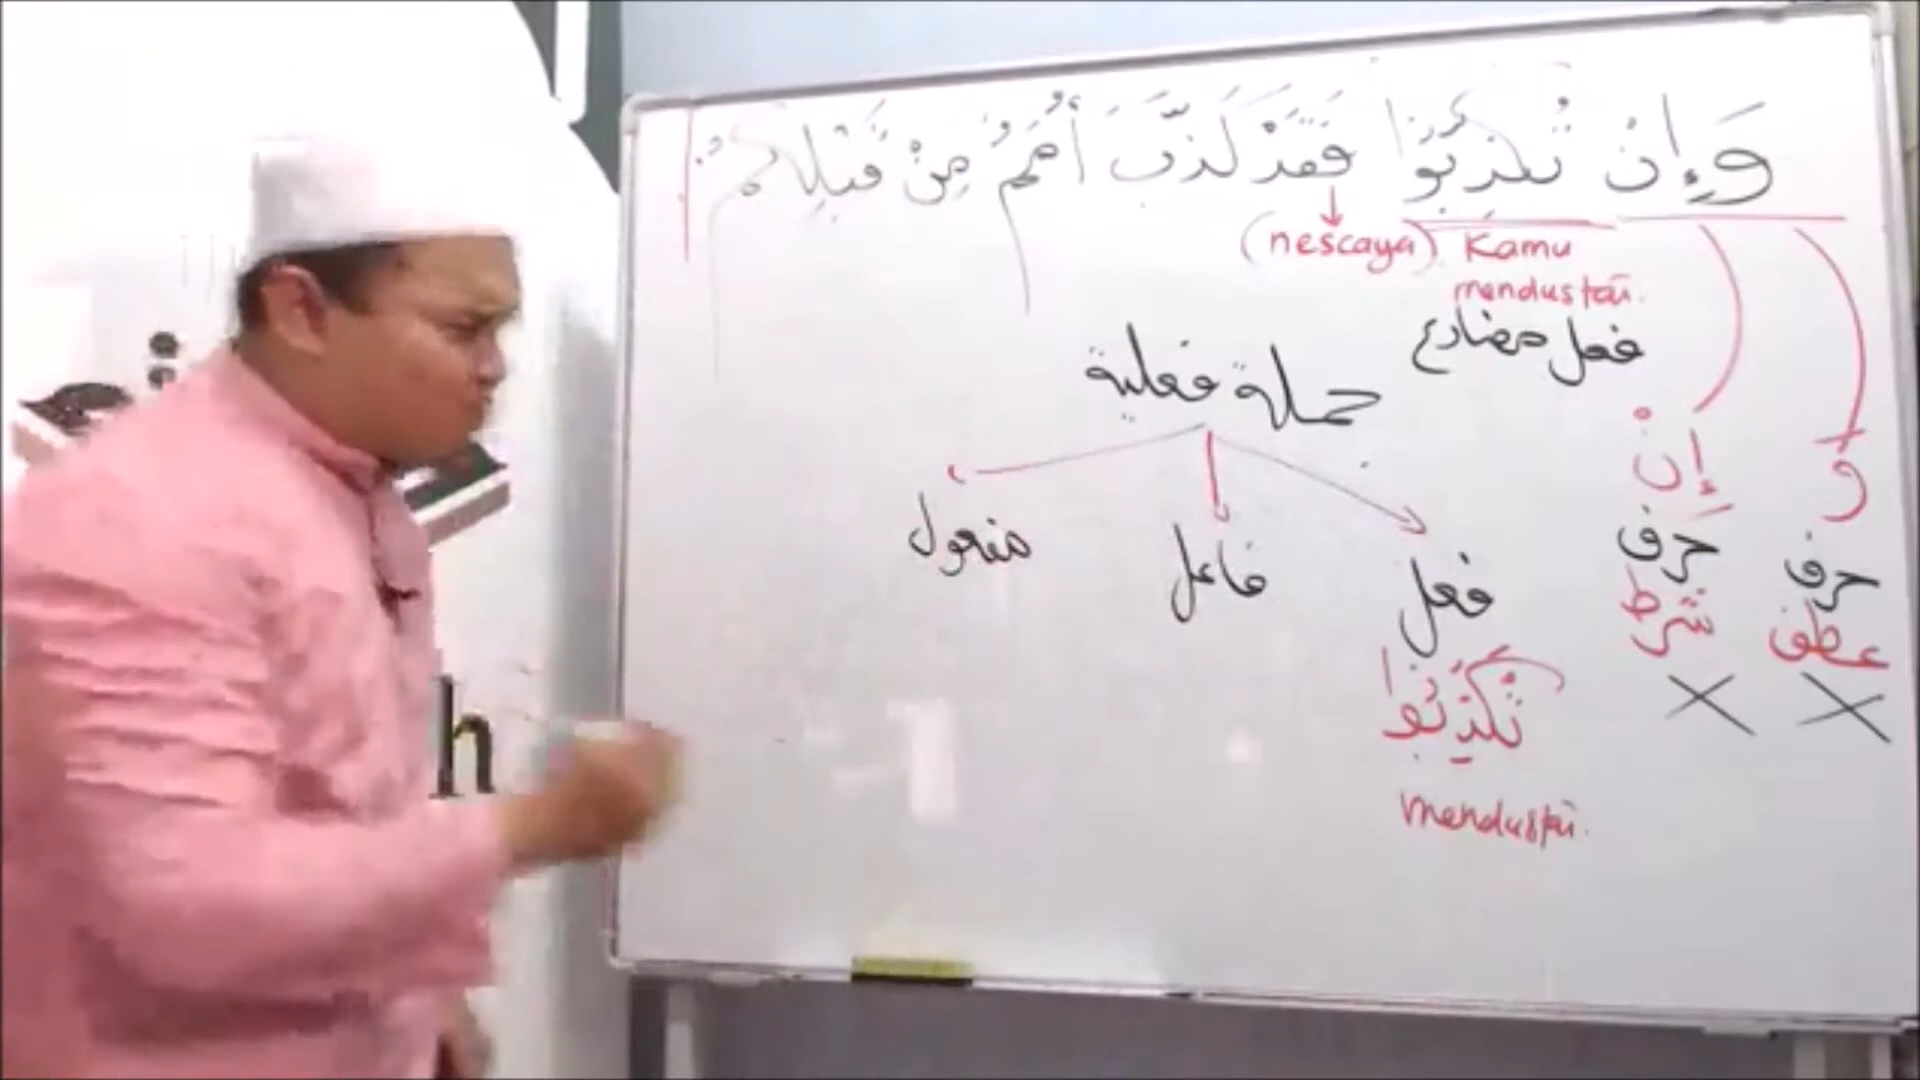 وَإِنْ تُكَذِّبُوا فَقَدْ كَذَّبَ أُمَمٌ مِنْ قَبْلِكُمْ
(nescaya) Kamu
mendustai.
فعل مضارع
جملة فعلية
و إِنْ
حرف عطف
حرف شرط
فعل فاعل مفعول
تُكَذِّبُوا
mendustai.
h